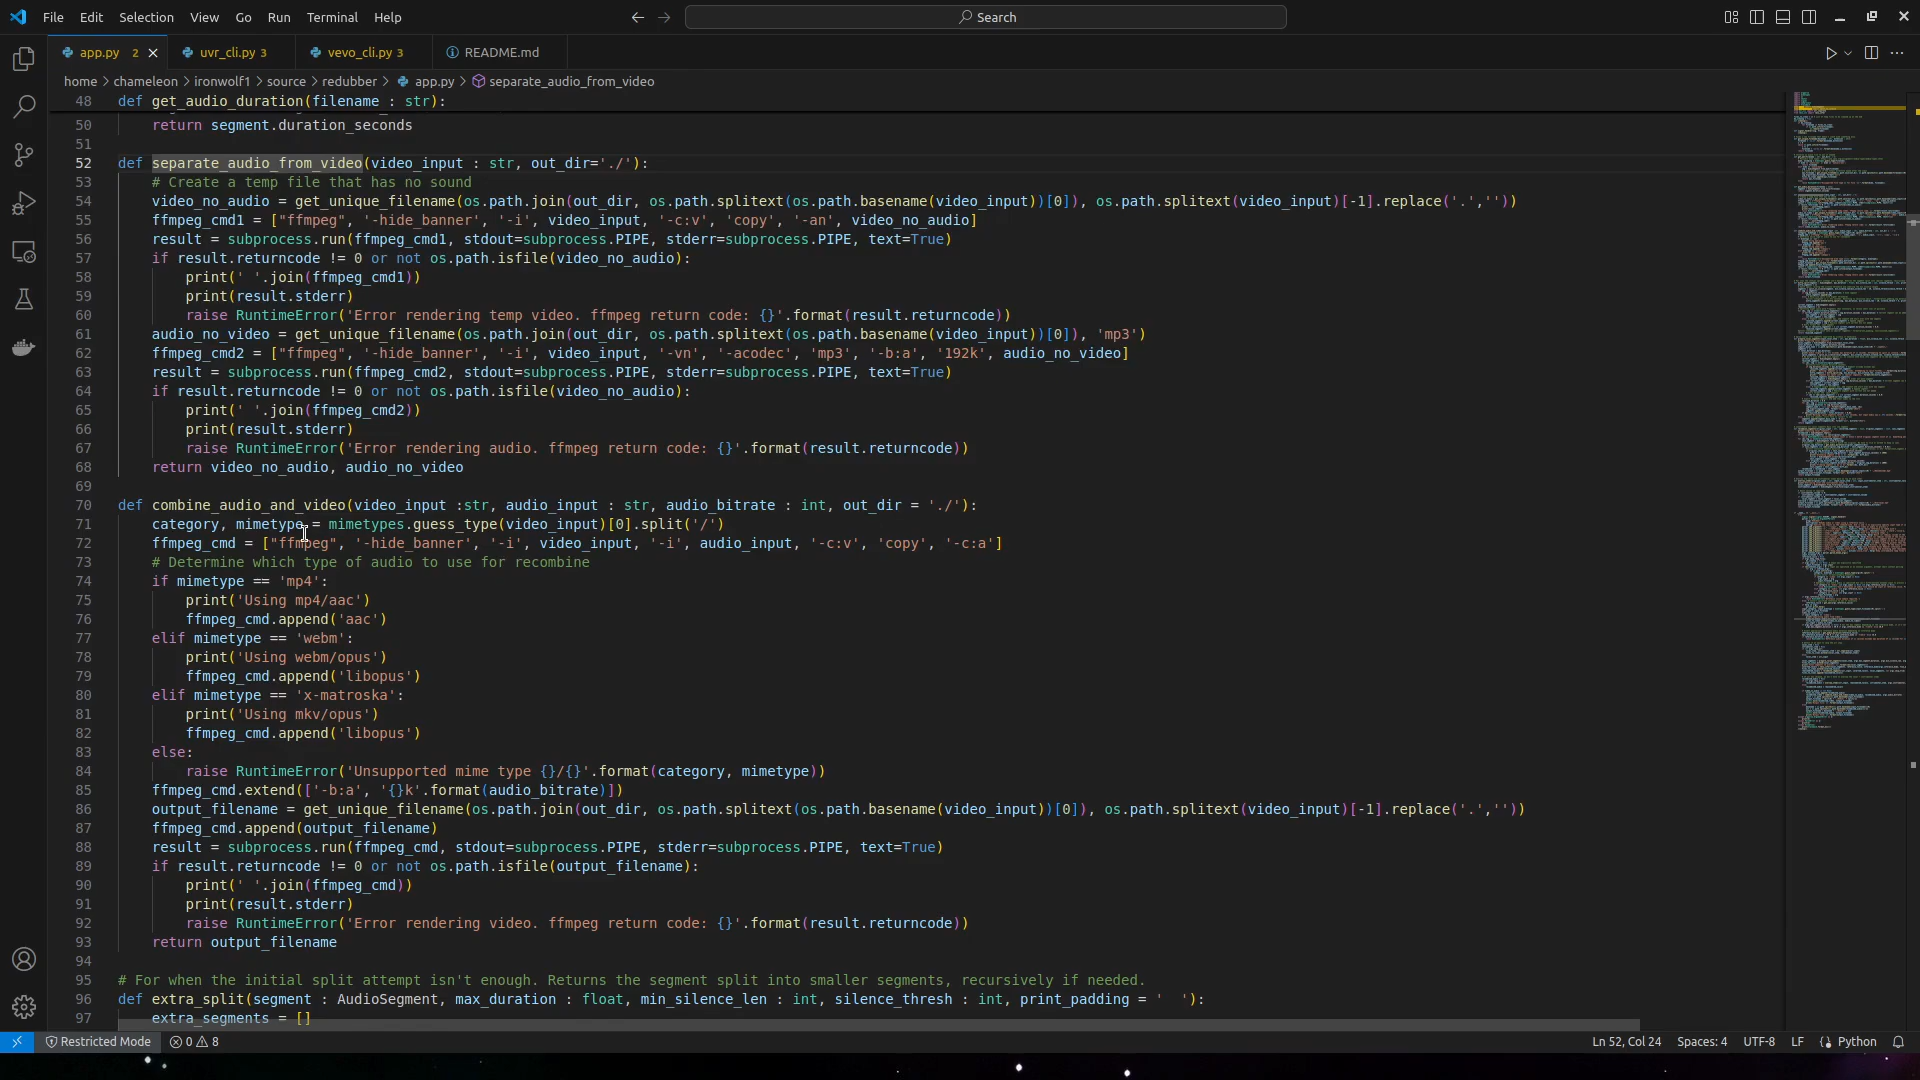 File Edit Selection View Go Run Terminal Help Search
app.py 2 uvr_cli.py 3 vevo_cli.py 3 README.md
home > chameleon > ironwolf1 > source > redubber > app.py > separate_audio_from_video
48 def get_audio_duration(filename : str):
50     return segment.duration_seconds
51
52 def separate_audio_from_video(video_input : str, out_dir='./'):
53     # Create a temp file that has no sound
54     video_no_audio = get_unique_filename(os.path.join(out_dir, os.path.splitext(os.path.basename(video_input))[0]), os.path.splitext(video_input)[-1].replace('.',''))
55     ffmpeg_cmd1 = ["ffmpeg", '-hide_banner', '-i', video_input, '-c:v', 'copy', '-an', video_no_audio]
56     result = subprocess.run(ffmpeg_cmd1, stdout=subprocess.PIPE, stderr=subprocess.PIPE, text=True)
57     if result.returncode != 0 or not os.path.isfile(video_no_audio):
58         print(' '.join(ffmpeg_cmd1))
59         print(result.stderr)
60         raise RuntimeError('Error rendering temp video. ffmpeg return code: {}'.format(result.returncode))
61     audio_no_video = get_unique_filename(os.path.join(out_dir, os.path.splitext(os.path.basename(video_input))[0]), 'mp3')
62     ffmpeg_cmd2 = ["ffmpeg", '-hide_banner', '-i', video_input, '-vn', '-acodec', 'mp3', '-b:a', '192k', audio_no_video]
63     result = subprocess.run(ffmpeg_cmd2, stdout=subprocess.PIPE, stderr=subprocess.PIPE, text=True)
64     if result.returncode != 0 or not os.path.isfile(video_no_audio):
65         print(' '.join(ffmpeg_cmd2))
66         print(result.stderr)
67         raise RuntimeError('Error rendering audio. ffmpeg return code: {}'.format(result.returncode))
68     return video_no_audio, audio_no_video
69
70 def combine_audio_and_video(video_input :str, audio_input : str, audio_bitrate : int, out_dir = './'):
71     category, mimetype = mimetypes.guess_type(video_input)[0].split('/')
72     ffmpeg_cmd = ["ffmpeg", '-hide_banner', '-i', video_input, '-i', audio_input, '-c:v', 'copy', '-c:a']
73     # Determine which type of audio to use for recombine
74     if mimetype == 'mp4':
75         print('Using mp4/aac')
76         ffmpeg_cmd.append('aac')
77     elif mimetype == 'webm':
78         print('Using webm/opus')
79         ffmpeg_cmd.append('libopus')
80     elif mimetype == 'x-matroska':
81         print('Using mkv/opus')
82         ffmpeg_cmd.append('libopus')
83     else:
84         raise RuntimeError('Unsupported mime type {}/{}'.format(category, mimetype))
85     ffmpeg_cmd.extend(['-b:a', '{}k'.format(audio_bitrate)])
86     output_filename = get_unique_filename(os.path.join(out_dir, os.path.splitext(os.path.basename(video_input))[0]), os.path.splitext(video_input)[-1].replace('.',''))
87     ffmpeg_cmd.append(output_filename)
88     result = subprocess.run(ffmpeg_cmd, stdout=subprocess.PIPE, stderr=subprocess.PIPE, text=True)
89     if result.returncode != 0 or not os.path.isfile(output_filename):
90         print(' '.join(ffmpeg_cmd))
91         print(result.stderr)
92         raise RuntimeError('Error rendering video. ffmpeg return code: {}'.format(result.returncode))
93     return output_filename
94
95 # For when the initial split attempt isn't enough. Returns the segment split into smaller segments, recursively if needed.
96 def extra_split(segment : AudioSegment, max_duration : float, min_silence_len : int, silence_thresh : int, print_padding = '  '):
97     extra_segments = []
Restricted Mode 0 8 Ln 52, Col 24 Spaces: 4 UTF-8 LF Python